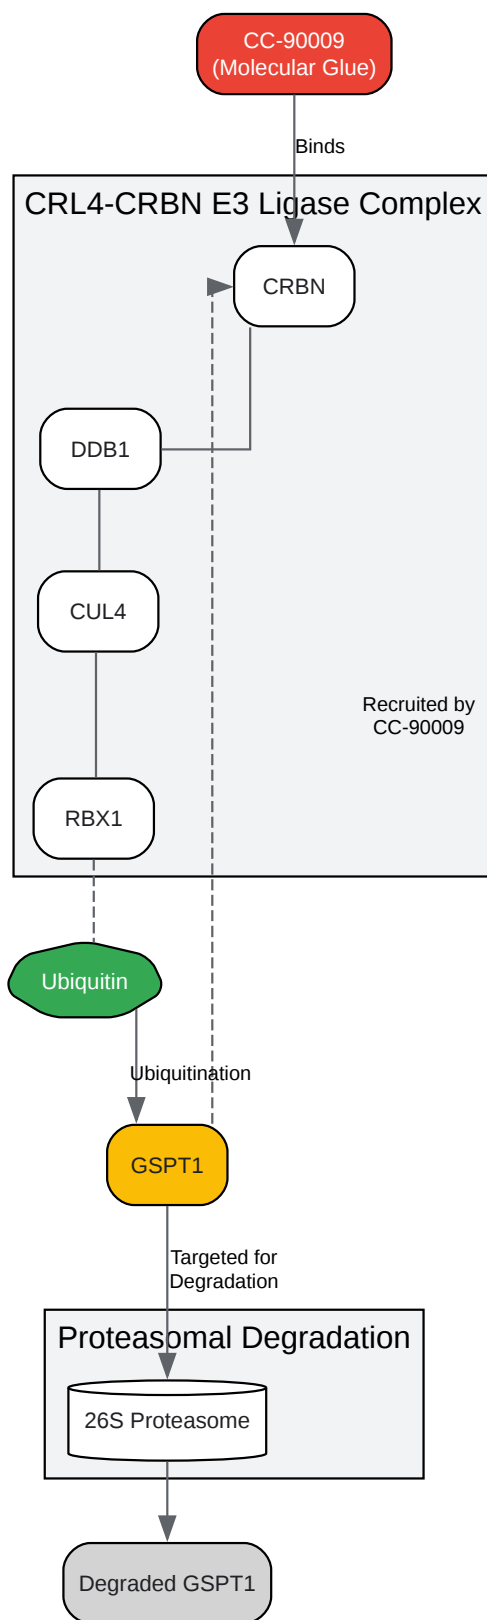 CC-90009
(Molecular Glue)
Binds
CRL4-CRBN E3 Ligase Complex
CRBN
DDB1
CUL4
Recruited by
CC-90009
RBX1
Ubiquitin
Ubiquitination
GSPT1
Targeted for
Degradation
Proteasomal Degradation
26S Proteasome
Degraded GSPT1